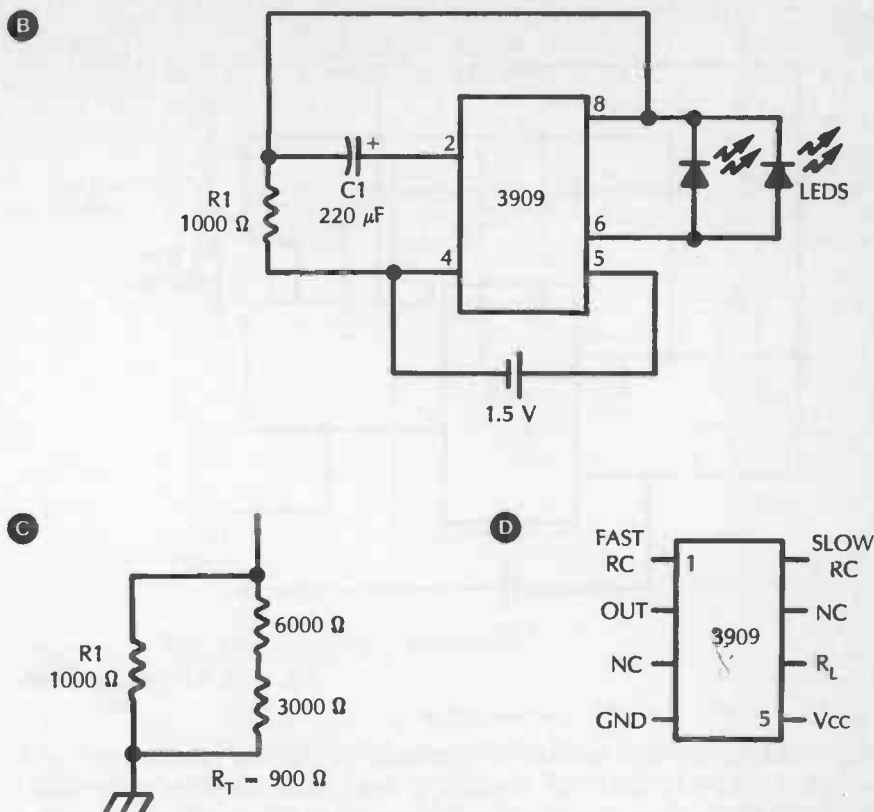 B
8
2
+
C1
220 µF
R1
1000 Ω
3909
LEDS
6
4
5
1.5 V
C
R1
1000 Ω
6000 Ω
3000 Ω
R_T = 900 Ω
D
FAST
RC
1
SLOW
RC
OUT
NC
3909
NC
R_L
GND
5
Vcc